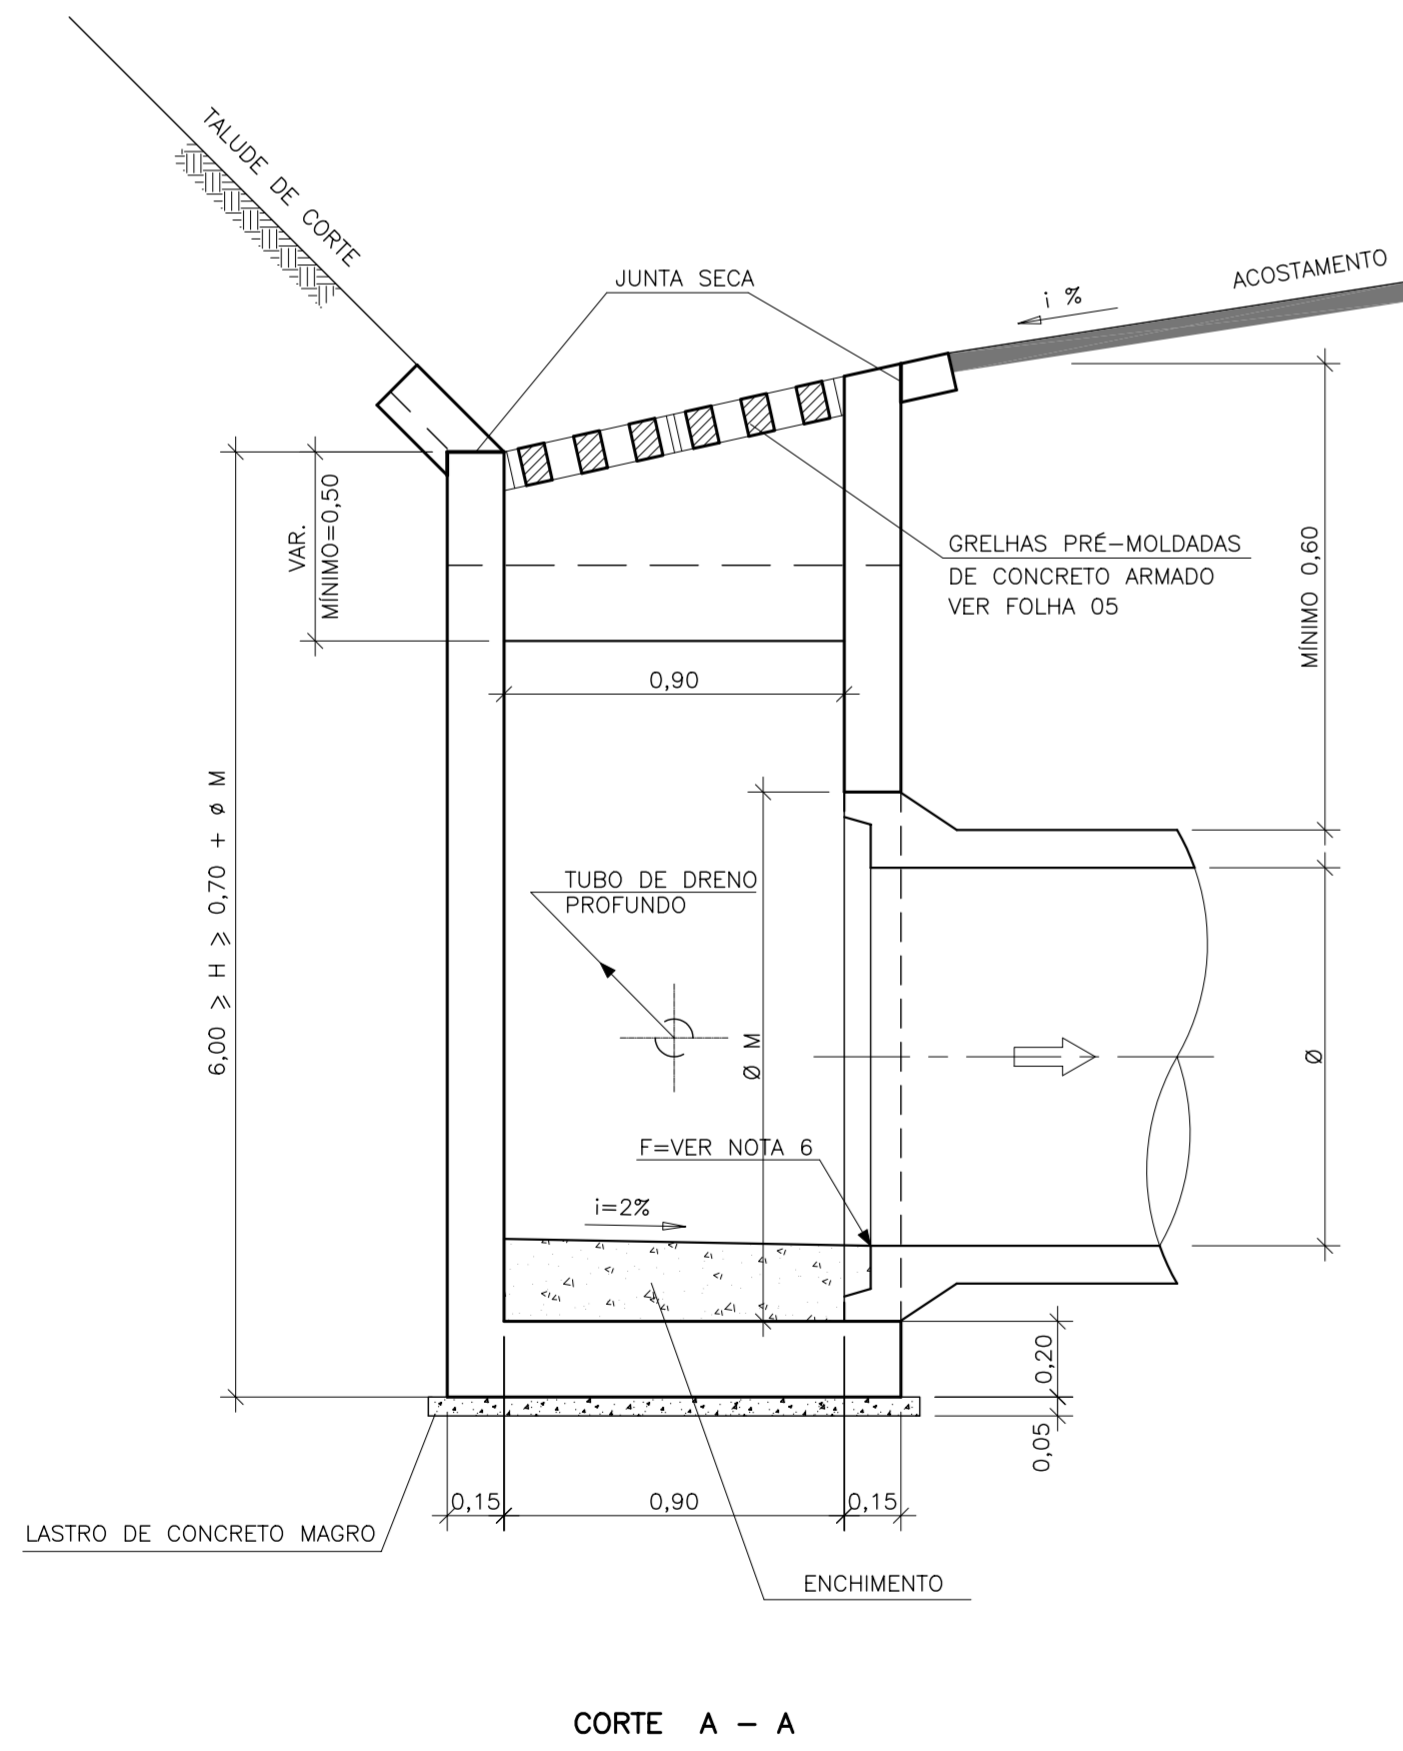 TALUDE DE CORTE
JUNTA SECA
ACOSTAMENTO
i %
VAR.
MÍNIMO=0,50
GRELHAS PRÉ-MOLDADAS
DE CONCRETO ARMADO
VER FOLHA 05
MÍNIMO 0,60
0,90
6,00 ⩾ H ⩾ 0,70 + ø M
TUBO DE DRENO
PROFUNDO
Ø M
Ø
F=VER NOTA 6
i=2%
0,20
0,05
0,15
0,90
0,15
LASTRO DE CONCRETO MAGRO
ENCHIMENTO
CORTE A - A